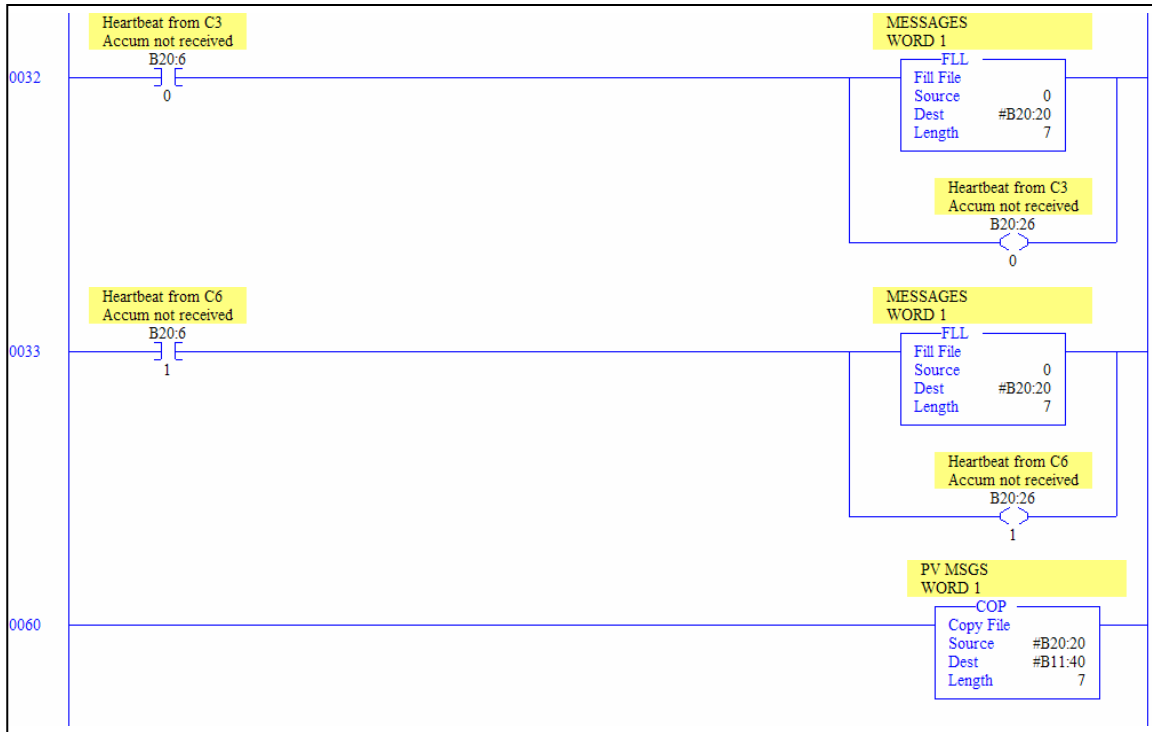 Heartbeat from C3
Accum not received
B20:6
0032
0
MESSAGES
WORD 1
FLL
Fill File
Source 0
Dest #B20:20
Length 7
Heartbeat from C3
Accum not received
B20:26
0
Heartbeat from C6
Accum not received
B20:6
0033
1
MESSAGES
WORD 1
FLL
Fill File
Source 0
Dest #B20:20
Length 7
Heartbeat from C6
Accum not received
B20:26
1
PV MSGS
WORD 1
0060
COP
Copy File
Source #B20:20
Dest #B11:40
Length 7